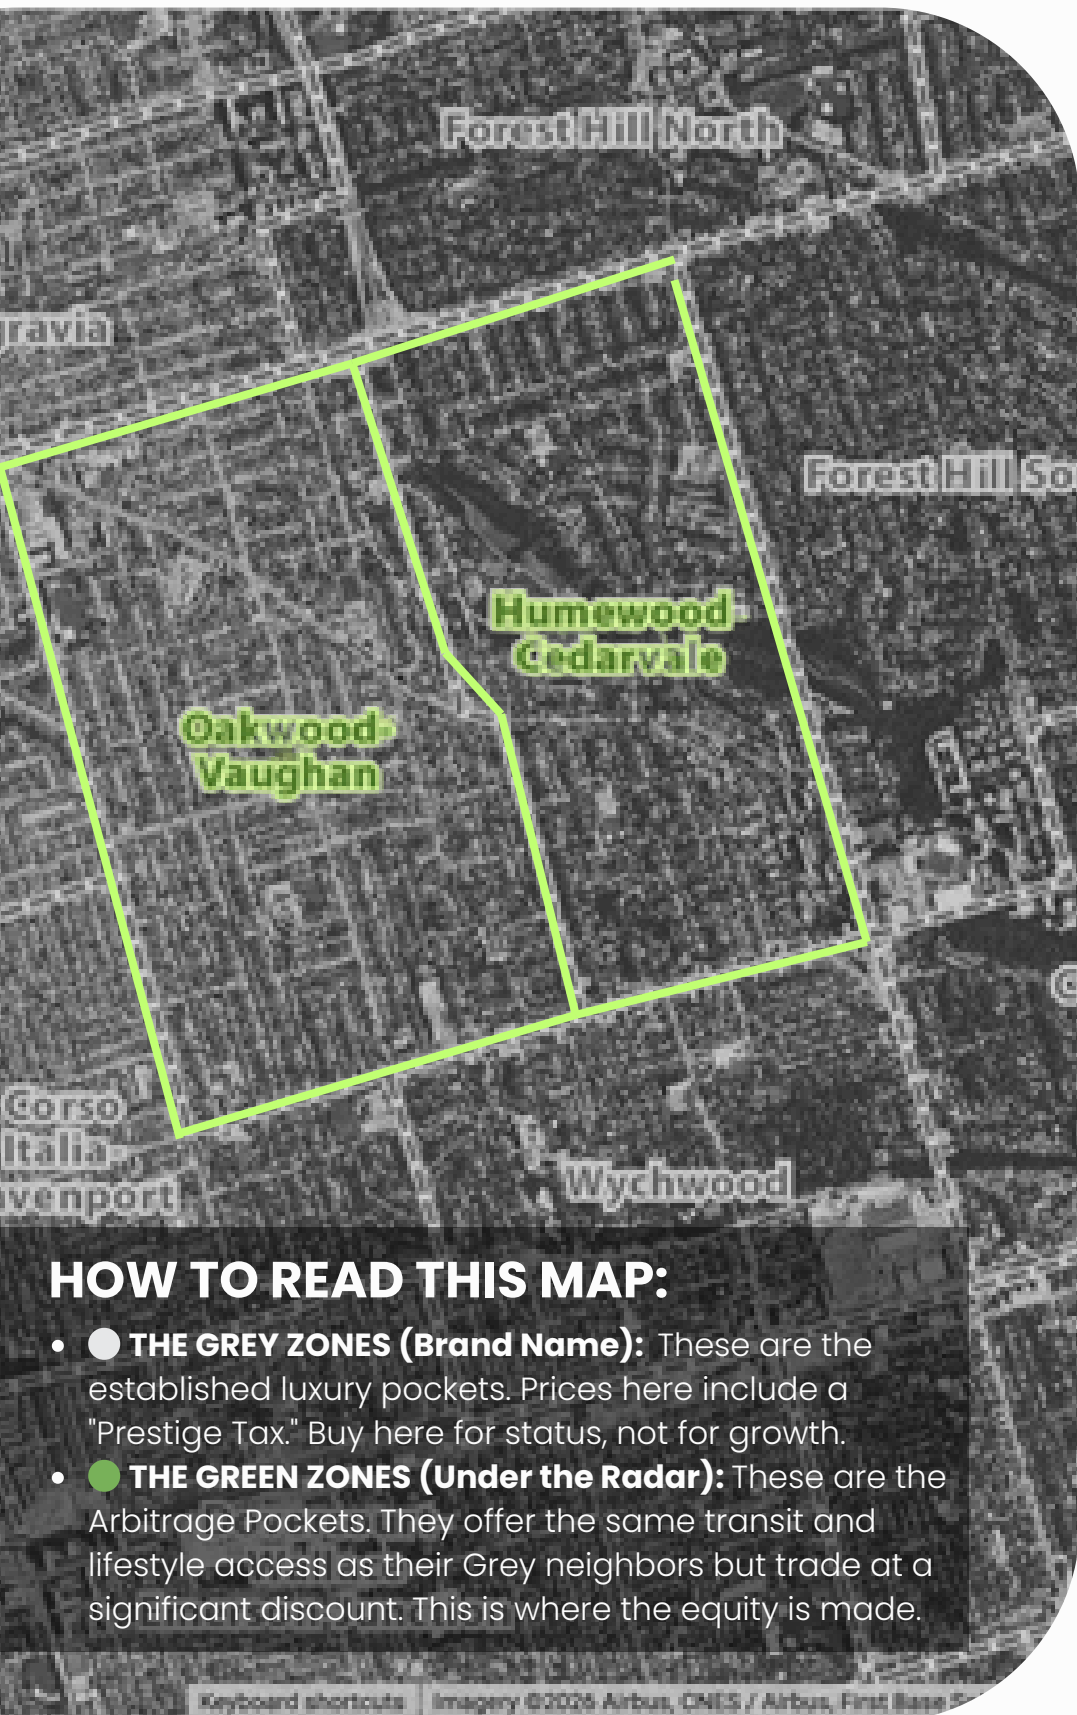 Forest Hill North
gravia
Forest Hill So
Humewood-
Cedarvale
Oakwood-
Vaughan
Corso
Italia-
venport
Wychwood
HOW TO READ THIS MAP:
• THE GREY ZONES (Brand Name): These are the
established luxury pockets. Prices here include a
"Prestige Tax." Buy here for status, not for growth.
• THE GREEN ZONES (Under the Radar): These are the
Arbitrage Pockets. They offer the same transit and
lifestyle access as their Grey neighbors but trade at a
significant discount. This is where the equity is made.
Keyboard shortcuts
Imagery ©2026 Airbus, CNES / Airbus, First Base